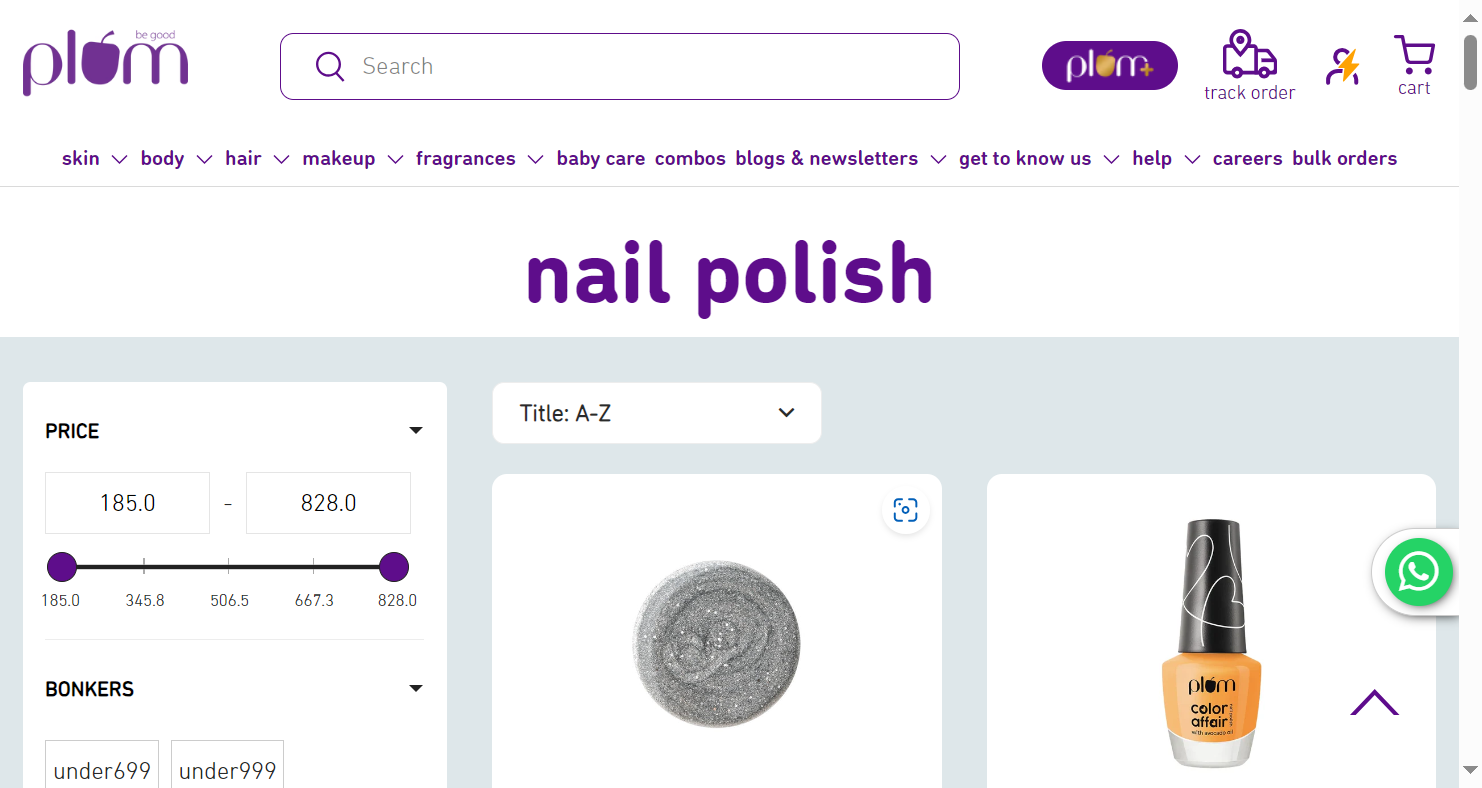 be good
plum
Search
plum+
track order
cart
skin body hair makeup fragrances baby care combos blogs & newsletters get to know us help careers bulk orders
nail polish
PRICE
185.0 - 828.0
185.0 345.8 506.5 667.3 828.0
BONKERS
under699 under999
Title: A-Z
plum
color
affair
with avocado oil